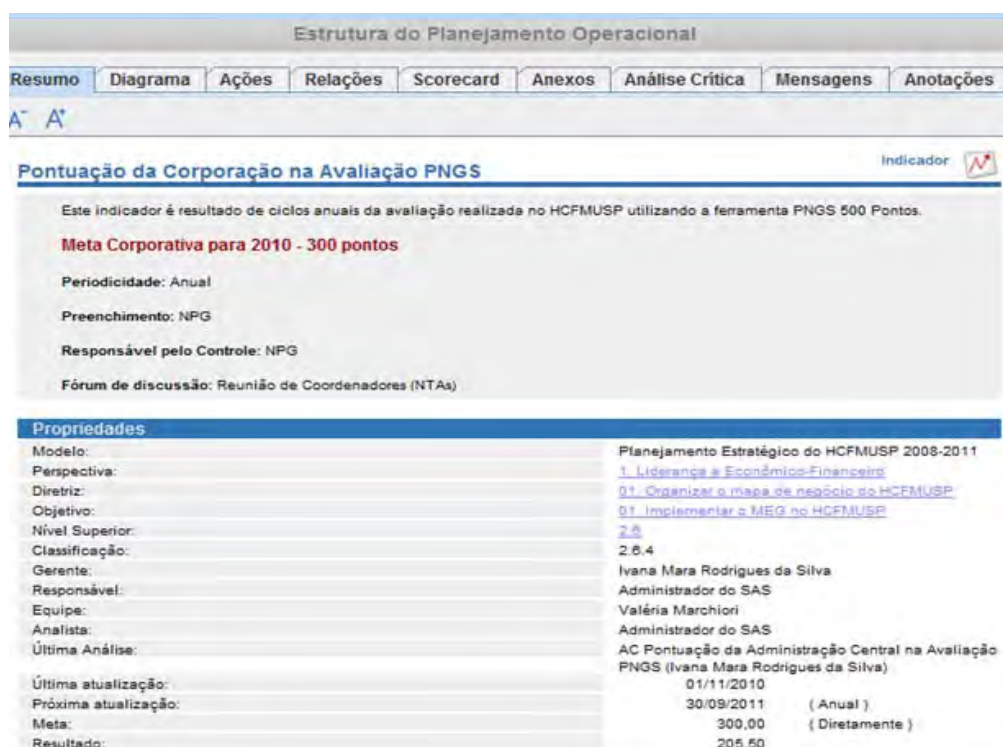 Estrutura do Planejamento Operacional
Resumo Diagrama Ações Relações Scorecard Anexos Análise Crítica Mensagens Anotações
A- A+
Pontuação da Corporação na Avaliação PNGS Indicador
Este indicador é resultado de ciclos anuais da avaliação realizada no HCFMUSP utilizando a ferramenta PNGS 500 Pontos.
Meta Corporativa para 2010 - 300 pontos
Periodicidade: Anual
Preenchimento: NPG
Responsável pelo Controle: NPG
Fórum de discussão: Reunião de Coordenadores (NTAs)
Propriedades
Modelo: Planejamento Estratégico do HCFMUSP 2008-2011
Perspectiva: 1. Liderança e Econômico-Financeiro
Diretriz: 01. Organizar o mapa de negócio do HCFMUSP
Objetivo: 01. Implementar o MEG no HCFMUSP
Nível Superior: 2.6
Classificação: 2.6.4
Gerente: Ivana Mara Rodrigues da Silva
Responsável: Administrador do SAS
Equipe: Valéria Marchiori
Analista: Administrador do SAS
Última Análise: AC Pontuação da Administração Central na Avaliação
PNGS (Ivana Mara Rodrigues da Silva)
Última atualização: 01/11/2010
Próxima atualização: 30/09/2011 ( Anual )
Meta: 300,00 ( Diretamente )
Resultado: 205,50